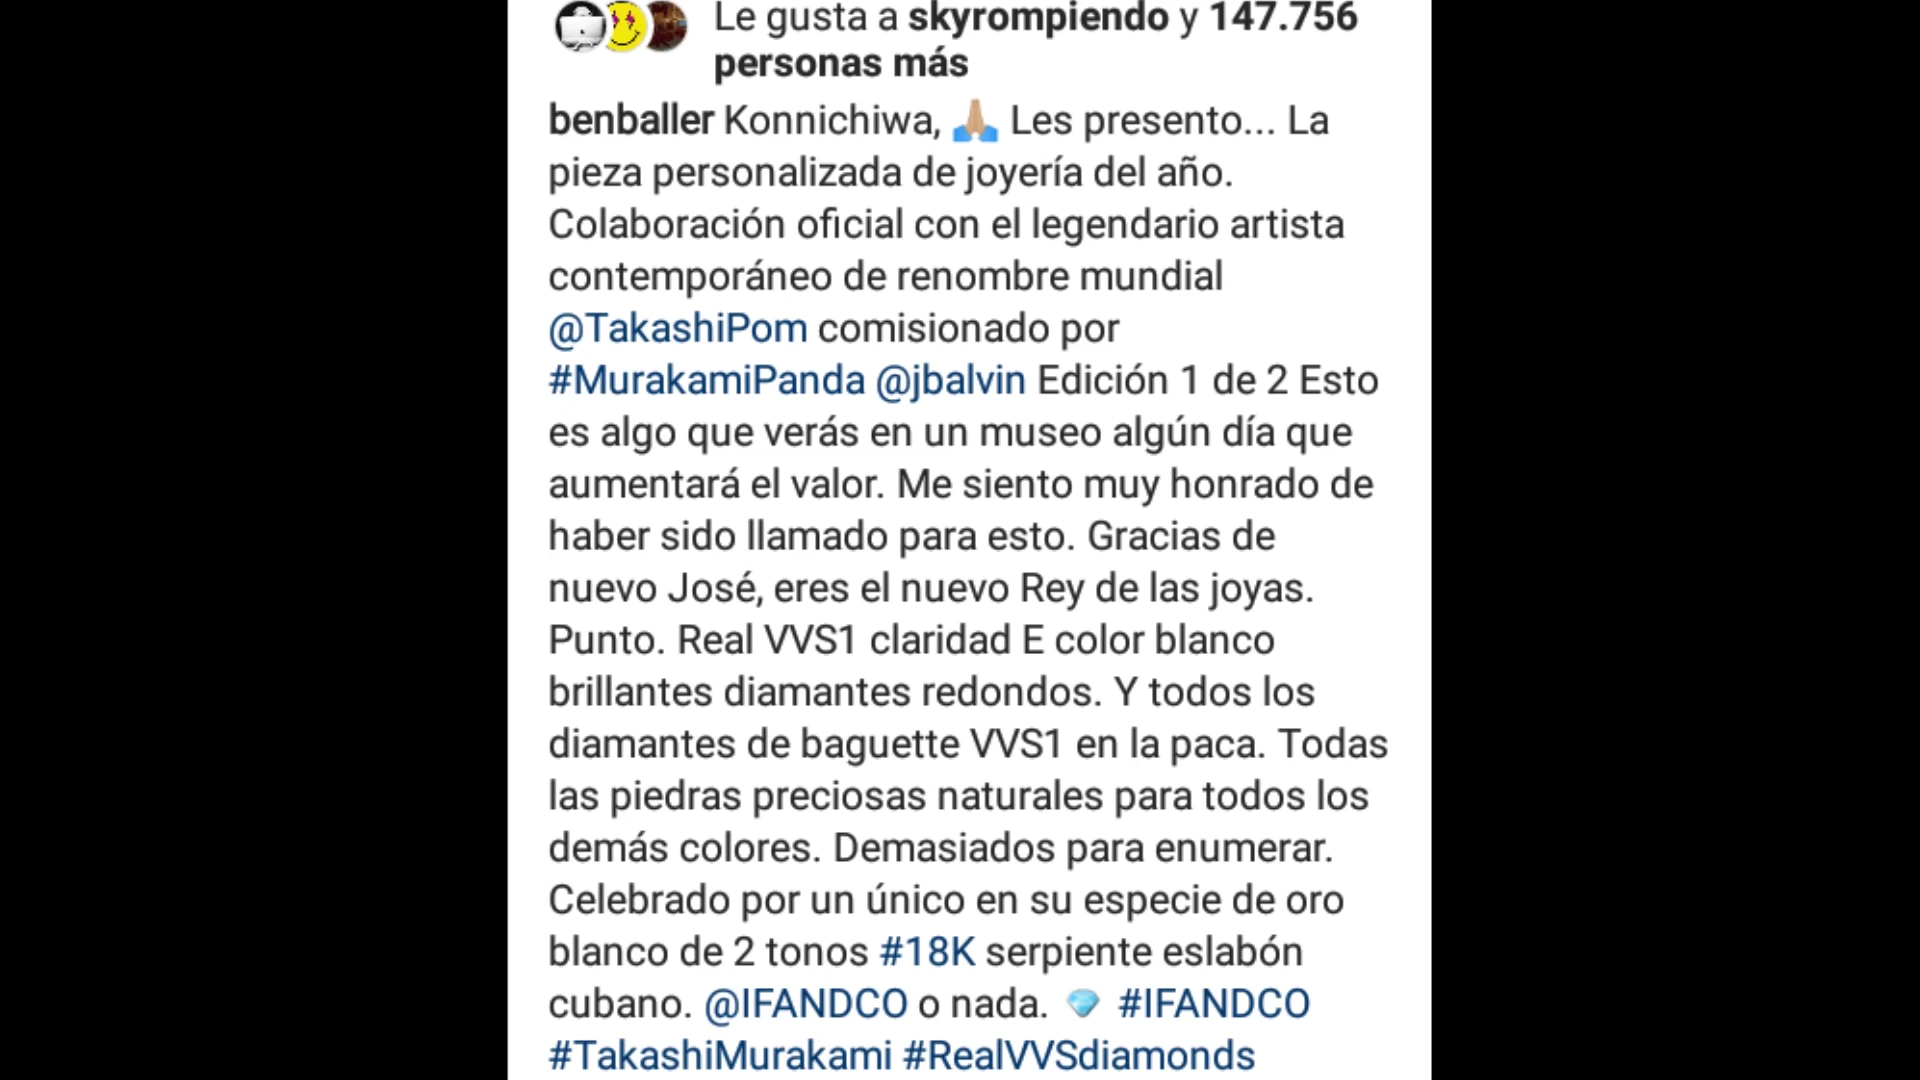 Le gusta a skyrompiendo y 147.756
personas más
benballer Konnichiwa, 🙏🏼 Les presento... La
pieza personalizada de joyería del año.
Colaboración oficial con el legendario artista
contemporáneo de renombre mundial
@TakashiPom comisionado por
#MurakamiPanda @jbalvin Edición 1 de 2 Esto
es algo que verás en un museo algún día que
aumentará el valor. Me siento muy honrado de
haber sido llamado para esto. Gracias de
nuevo José, eres el nuevo Rey de las joyas.
Punto. Real VVS1 claridad E color blanco
brillantes diamantes redondos. Y todos los
diamantes de baguette VVS1 en la paca. Todas
las piedras preciosas naturales para todos los
demás colores. Demasiados para enumerar.
Celebrado por un único en su especie de oro
blanco de 2 tonos #18K serpiente eslabón
cubano. @IFANDCO o nada. 💎 #IFANDCO
#TakashiMurakami #RealVVSdiamonds